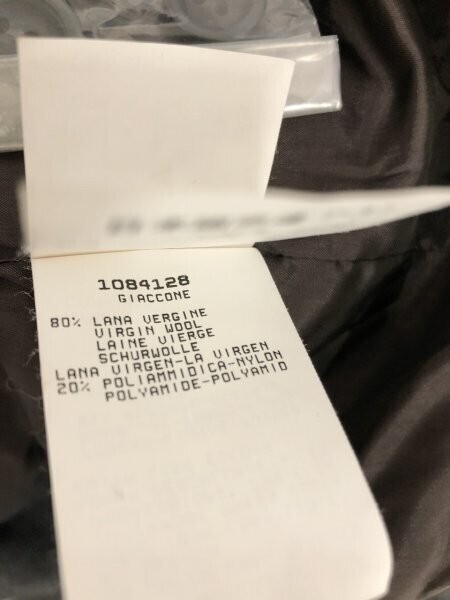 1084128
GIACCONE
80% LANA VERGINE
VIRGIN WOOL
LAINE VIERGE
SCHURWOLLE
LANA VIRGEN-LA VIRGEN
20% POLIAMMIDICA-NYLON
POLYAMIDE-POLYAMID